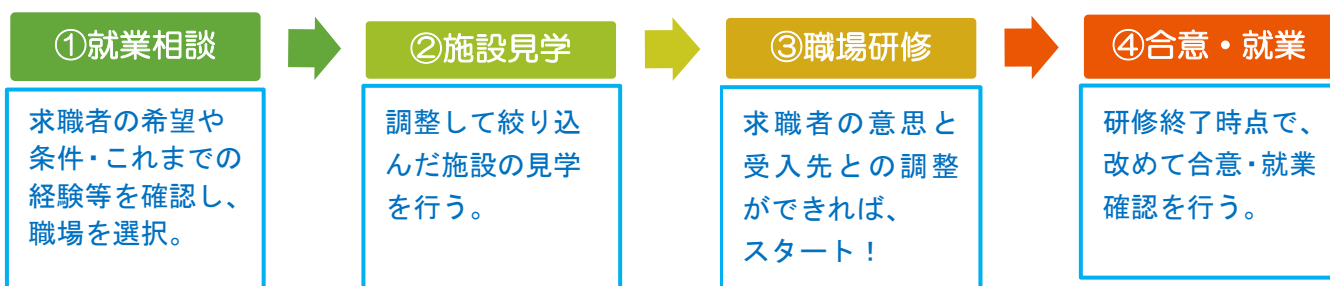 ①就業相談
求職者の希望や
条件・これまでの
経験等を確認し、
職場を選択。
②施設見学
調整して絞り込
んだ施設の見学
を行う。
③職場研修
求職者の意思と
受入先との調整
ができれば、
スタート！
④合意・就業
研修終了時点で、
改めて合意・就業
確認を行う。